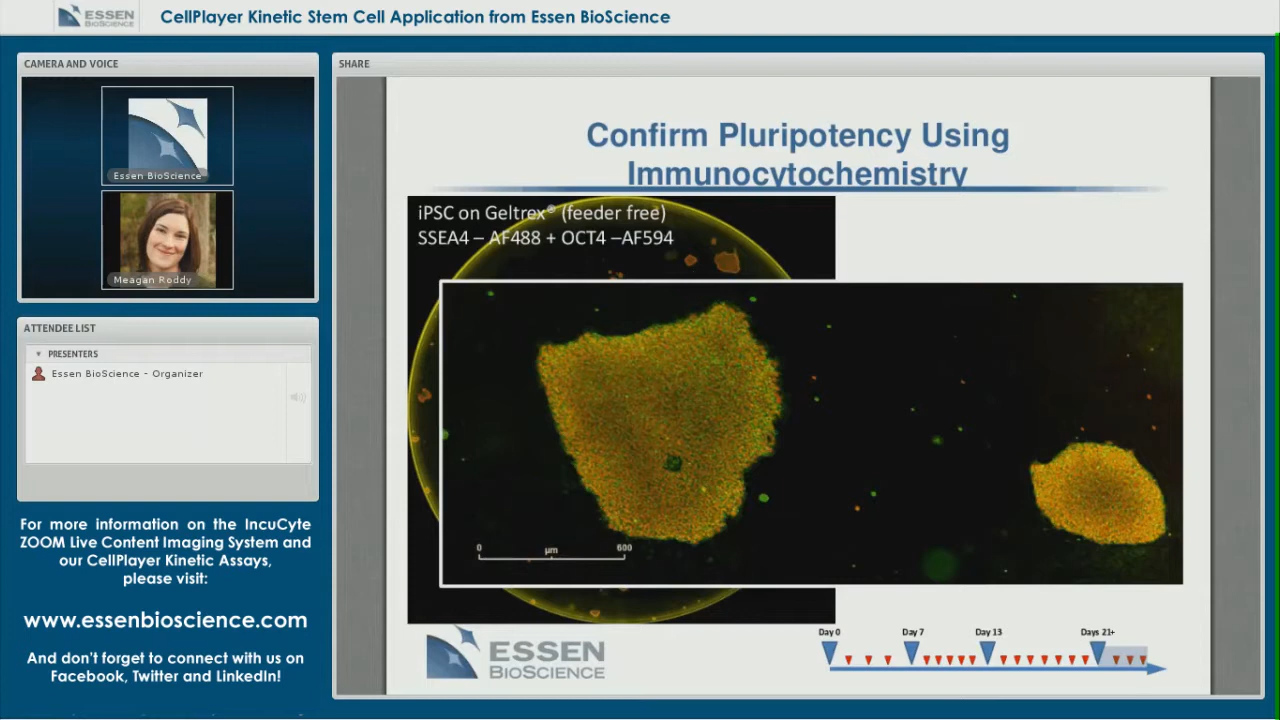 ESSEN
BIOSCIENCE
CellPlayer Kinetic Stem Cell Application from Essen BioScience
CAMERA AND VOICE
Essen BioScience
Meagan Roddy
ATTENDEE LIST
PRESENTERS
Essen BioScience - Organizer
For more information on the IncuCyte
ZOOM Live Content Imaging System and
our CellPlayer Kinetic Assays,
please visit:
www.essenbioscience.com
And don't forget to connect with us on
Facebook, Twitter and LinkedIn!
SHARE
Confirm Pluripotency Using
Immunocytochemistry
iPSC on Geltrex® (feeder free)
SSEA4 – AF488 + OCT4 –AF594
0 µm 600
ESSEN
BIOSCIENCE
Day 0 Day 7 Day 13 Days 21+